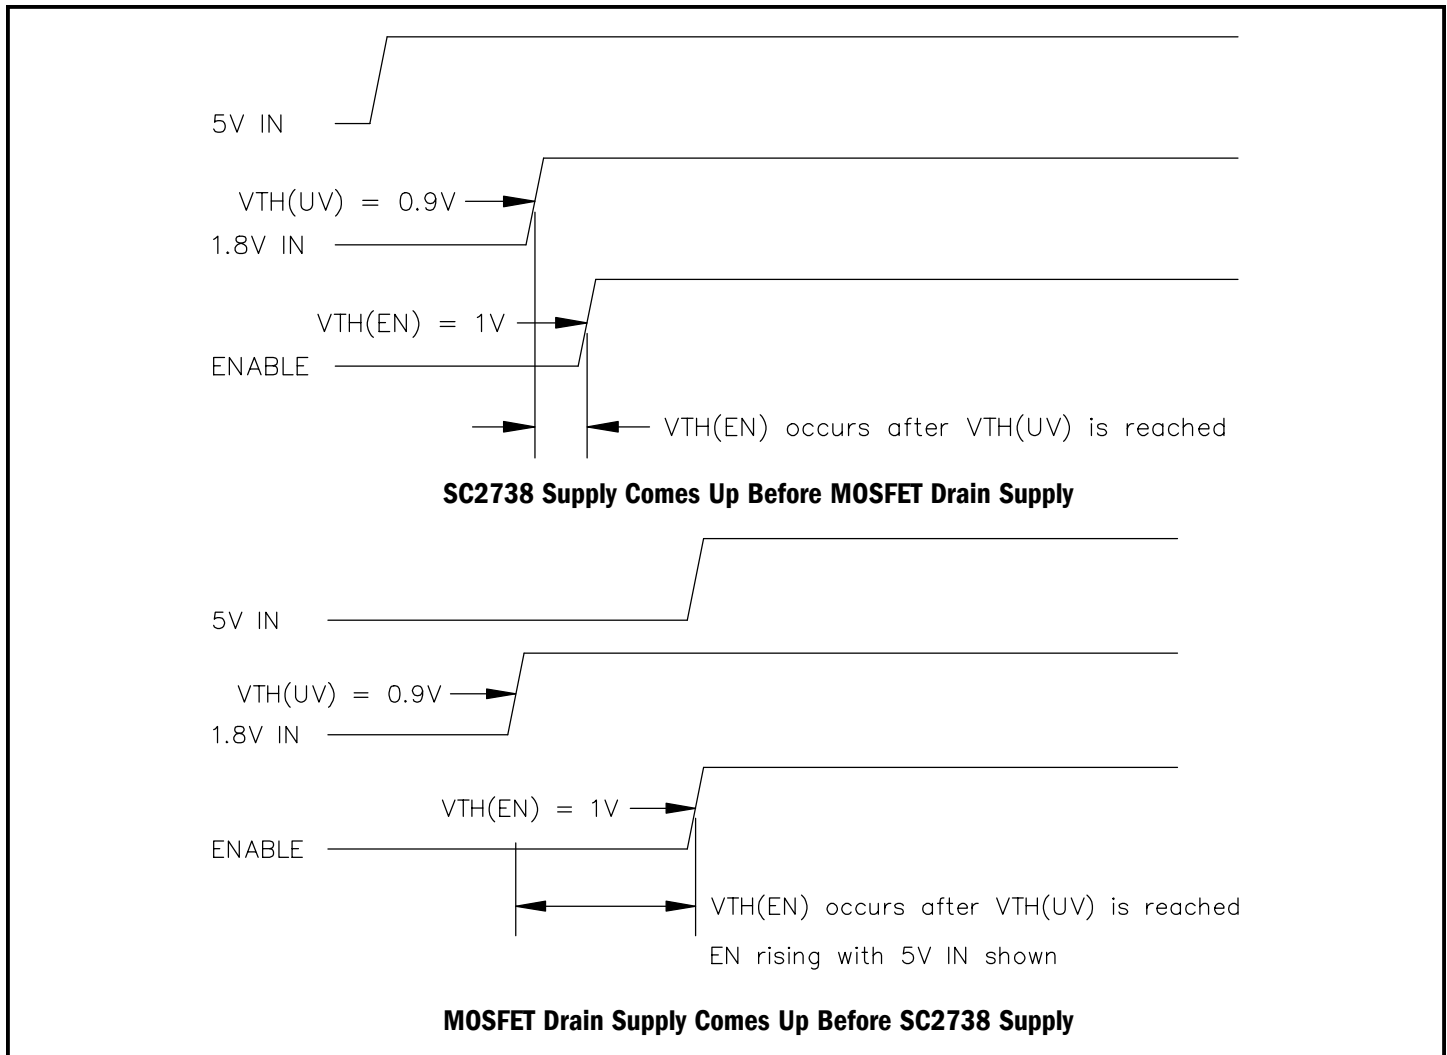 5V IN
VTH(UV) = 0.9V
1.8V IN
VTH(EN) = 1V
ENABLE
VTH(EN) occurs after VTH(UV) is reached
SC2738 Supply Comes Up Before MOSFET Drain Supply
5V IN
VTH(UV) = 0.9V
1.8V IN
VTH(EN) = 1V
ENABLE
VTH(EN) occurs after VTH(UV) is reached
EN rising with 5V IN shown
MOSFET Drain Supply Comes Up Before SC2738 Supply